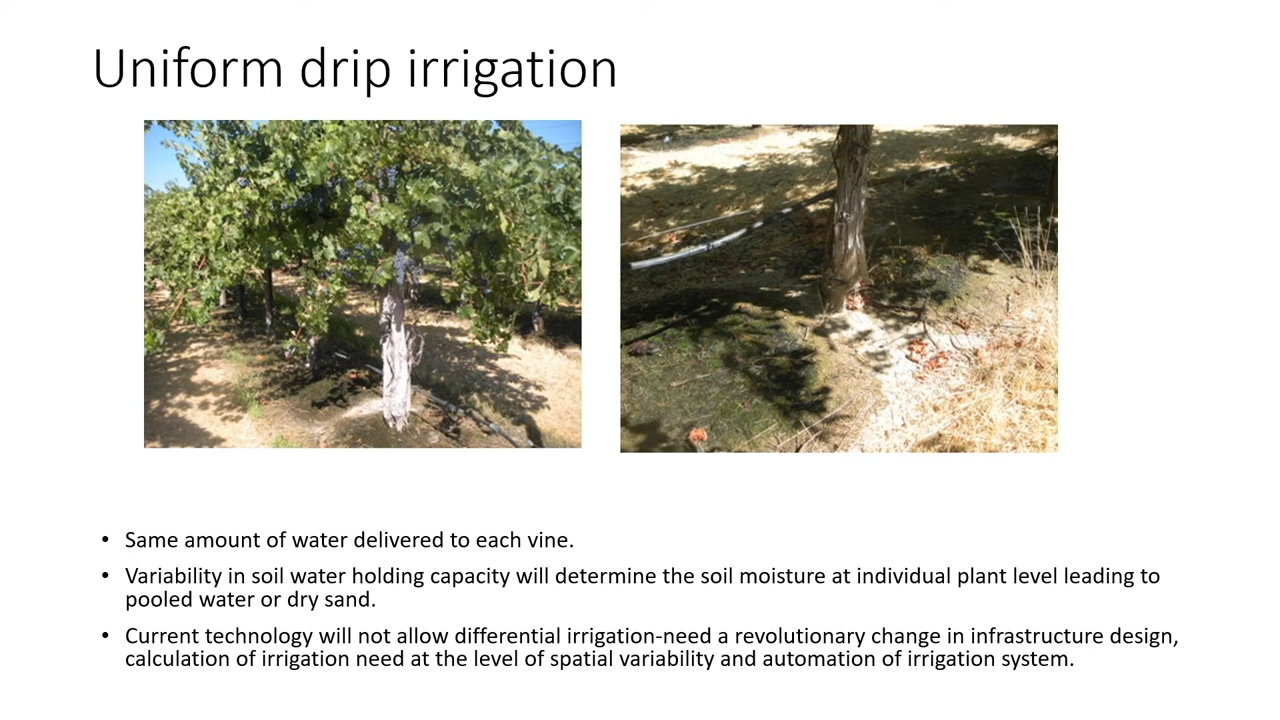 Uniform drip irrigation
• Same amount of water delivered to each vine.
• Variability in soil water holding capacity will determine the soil moisture at individual plant level leading to
pooled water or dry sand.
• Current technology will not allow differential irrigation-need a revolutionary change in infrastructure design,
calculation of irrigation need at the level of spatial variability and automation of irrigation system.